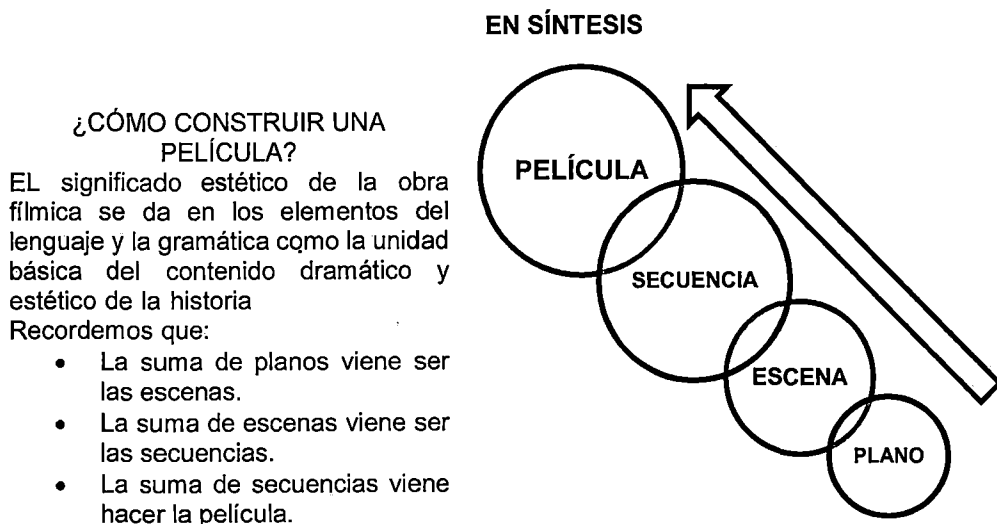 EN SÍNTESIS
¿CÓMO CONSTRUIR UNA
PELÍCULA?
EL significado estético de la obra
fílmica se da en los elementos del
lenguaje y la gramática como la unidad
básica del contenido dramático y
estético de la historia
Recordemos que:
• La suma de planos viene ser
las escenas.
• La suma de escenas viene ser
las secuencias.
• La suma de secuencias viene
hacer la película.
PELÍCULA
SECUENCIA
ESCENA
PLANO